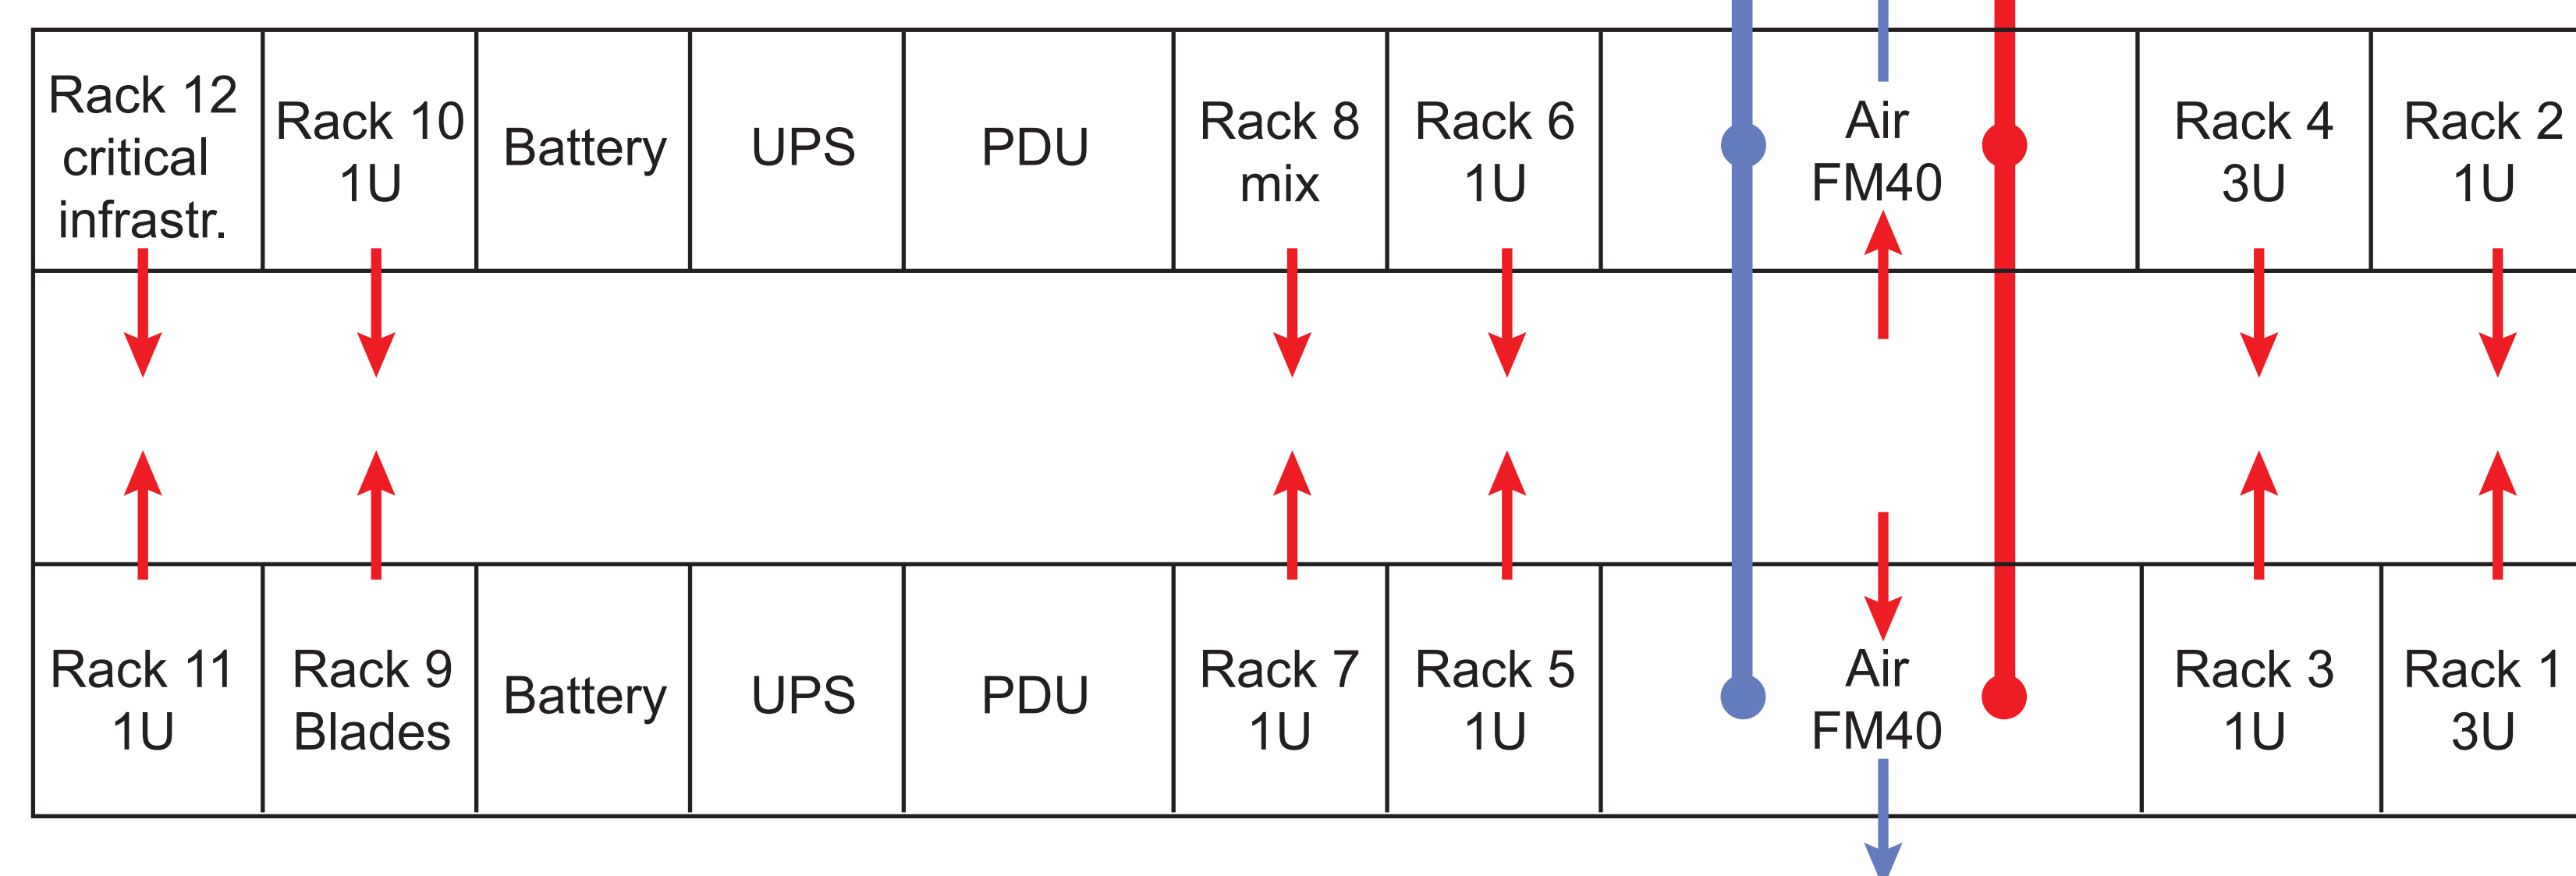 Rack 12
critical
infrastr.
Rack 10
1U
Battery
UPS
PDU
Rack 8
mix
Rack 6
1U
Air
FM40
Rack 4
3U
Rack 2
1U
Rack 11
1U
Rack 9
Blades
Battery
UPS
PDU
Rack 7
1U
Rack 5
1U
Air
FM40
Rack 3
1U
Rack 1
3U